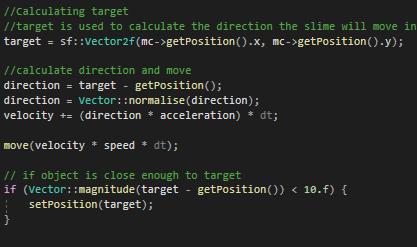 //Calculating target
//target is used to calculate the direction the slime will move in
target = sf::Vector2f(mc->getPosition().x, mc->getPosition().y);
//calculate direction and move
direction = target - getPosition();
direction = Vector::normalise(direction);
velocity += (direction * acceleration) * dt;
move(velocity * speed * dt);
// if object is close enough to target
if (Vector::magnitude(target - getPosition()) < 10.f) {
    setPosition(target);
}